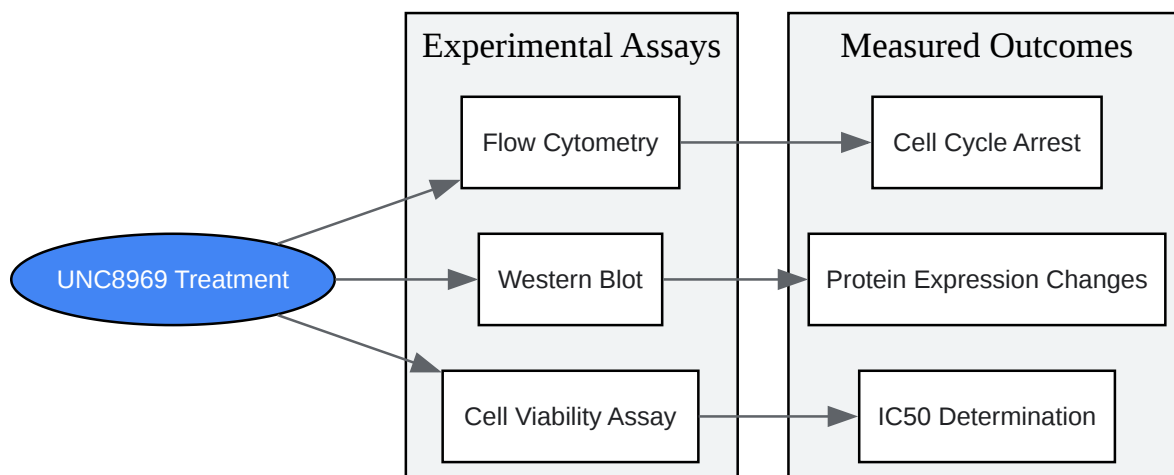 Experimental Assays
Measured Outcomes
Flow Cytometry
Cell Cycle Arrest
UNC8969 Treatment
Western Blot
Protein Expression Changes
Cell Viability Assay
IC50 Determination